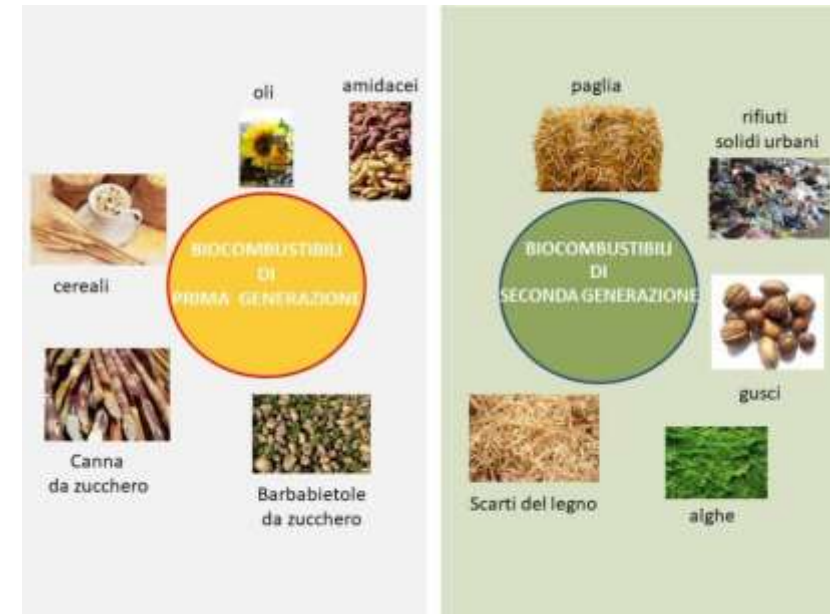 oli
amidacei
cereali
BIOCOMBUSTIBILI
DI
PRIMA GENERAZIONE
Canna
da zucchero
Barbabietole
da zucchero
paglia
rifiuti
solidi urbani
BIOCOMBUSTIBILI
DI
SECONDA GENERAZIONE
gusci
Scarti del legno
alghe